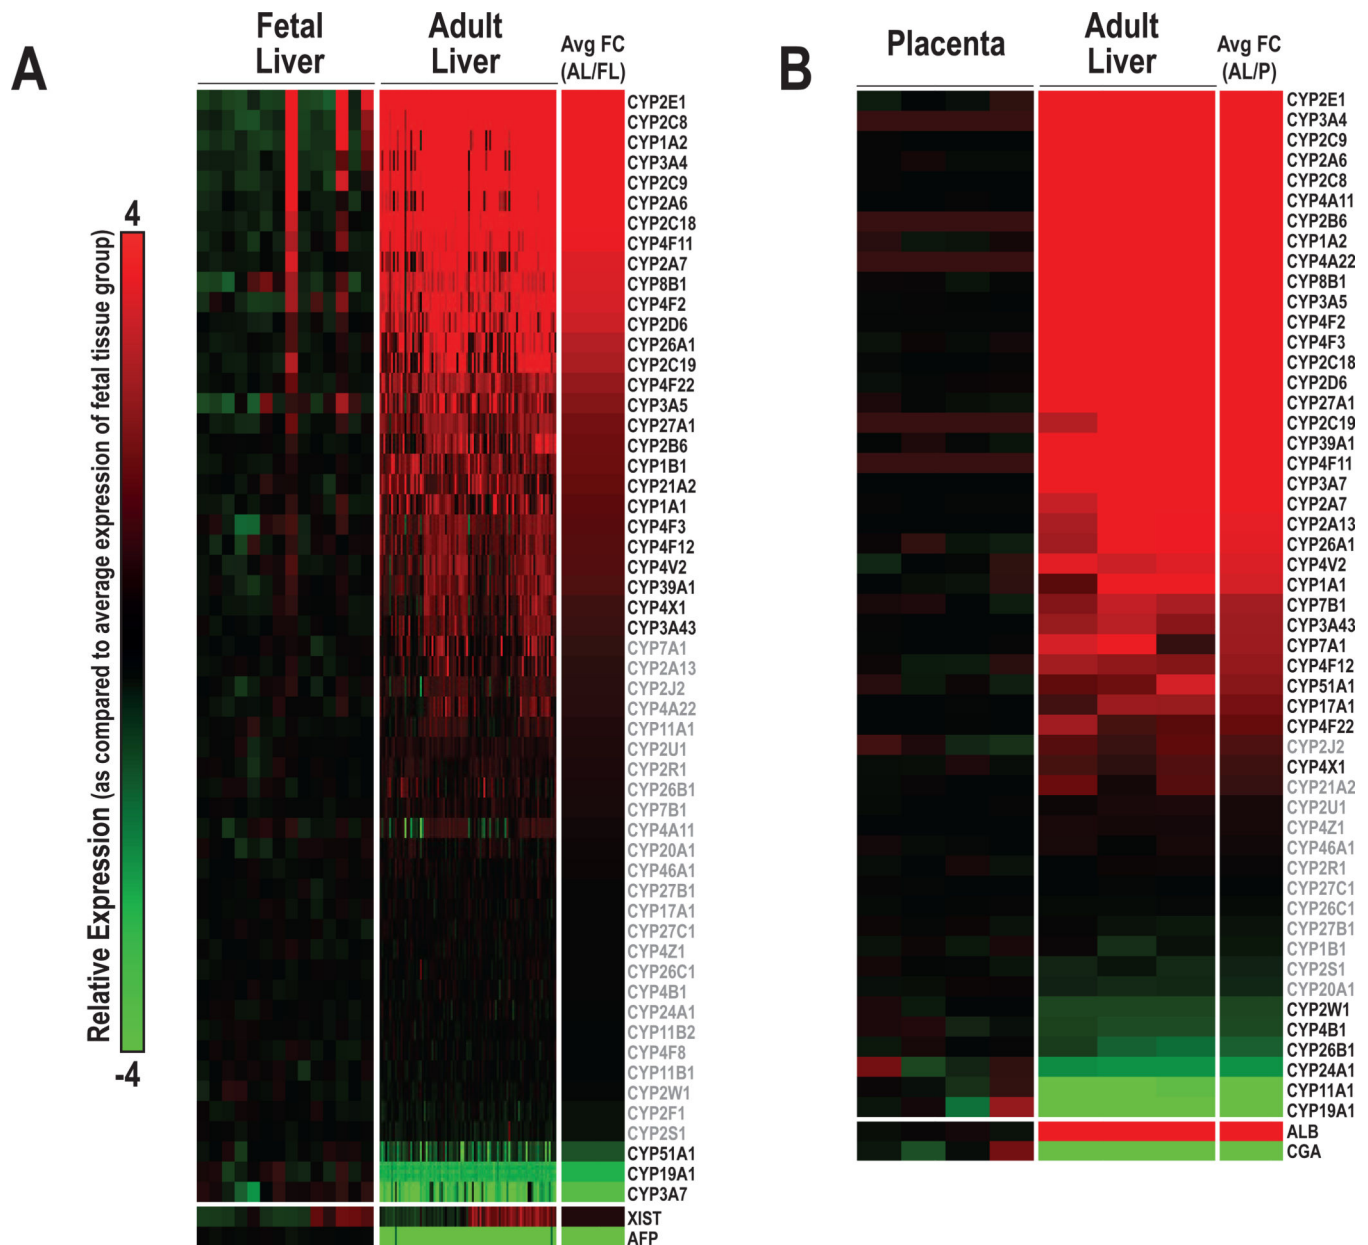 A
Fetal
Liver
Adult
Liver
Avg FC
(AL/FL)
4
Relative Expression (as compared to average expression of fetal tissue group)
-4
CYP2E1
CYP2C8
CYP1A2
CYP3A4
CYP2C9
CYP2A6
CYP2C18
CYP4F11
CYP2A7
CYP8B1
CYP4F2
CYP2D6
CYP26A1
CYP2C19
CYP4F22
CYP3A5
CYP27A1
CYP2B6
CYP1B1
CYP21A2
CYP1A1
CYP4F3
CYP4F12
CYP4V2
CYP39A1
CYP4X1
CYP3A43
CYP7A1
CYP2A13
CYP2J2
CYP4A22
CYP11A1
CYP2U1
CYP2R1
CYP26B1
CYP7B1
CYP4A11
CYP20A1
CYP46A1
CYP27B1
CYP17A1
CYP27C1
CYP4Z1
CYP26C1
CYP4B1
CYP24A1
CYP11B2
CYP4F8
CYP11B1
CYP2W1
CYP2F1
CYP2S1
CYP51A1
CYP19A1
CYP3A7
XIST
AFP
B
Placenta
Adult
Liver
Avg FC
(AL/P)
CYP2E1
CYP3A4
CYP2C9
CYP2A6
CYP2C8
CYP4A11
CYP2B6
CYP1A2
CYP4A22
CYP8B1
CYP3A5
CYP4F2
CYP4F3
CYP2C18
CYP2D6
CYP27A1
CYP2C19
CYP39A1
CYP4F11
CYP3A7
CYP2A7
CYP2A13
CYP26A1
CYP4V2
CYP1A1
CYP7B1
CYP3A43
CYP7A1
CYP4F12
CYP51A1
CYP17A1
CYP4F22
CYP2J2
CYP4X1
CYP21A2
CYP2U1
CYP4Z1
CYP46A1
CYP2R1
CYP27C1
CYP26C1
CYP27B1
CYP1B1
CYP2S1
CYP20A1
CYP2W1
CYP4B1
CYP26B1
CYP24A1
CYP11A1
CYP19A1
ALB
CGA